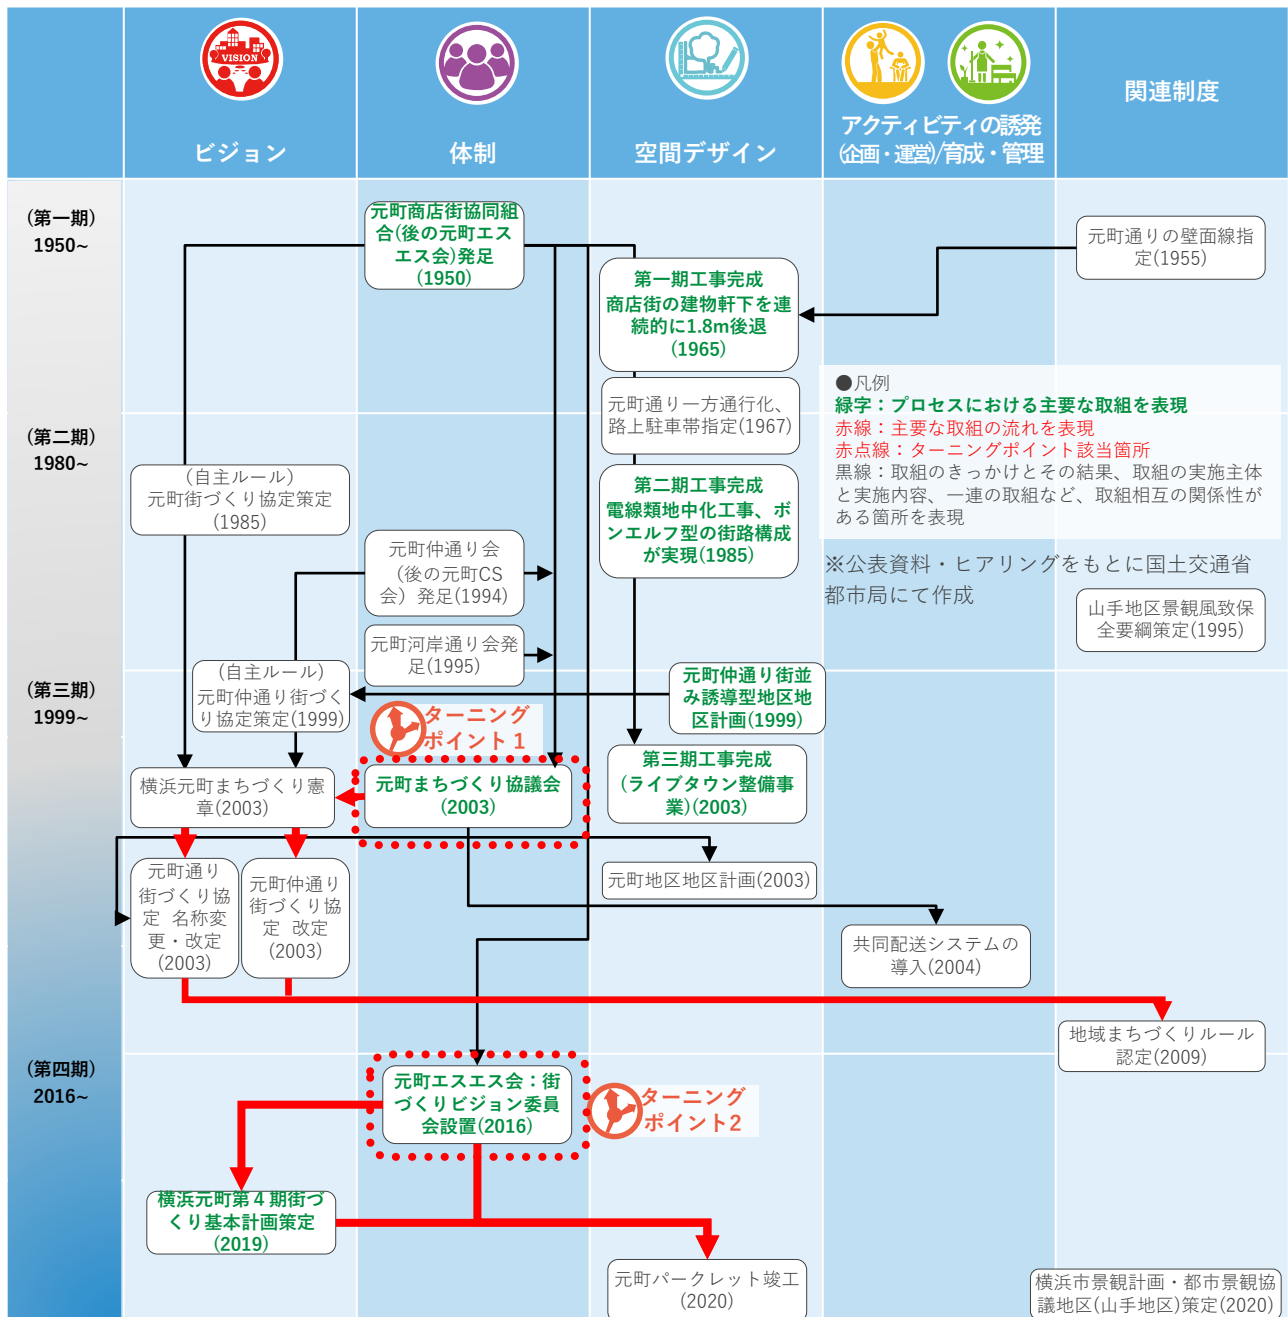 VISION
ビジョン
体制
空間デザイン
アクティビティの誘発
(企画・運営)/育成・管理
関連制度
(第一期)
1950~
元町商店街協同組
合(後の元町エス
エス会)発足
(1950)
元町通りの壁面線指
定(1955)
第一期工事完成
商店街の建物軒下を連
続的に1.8m後退
(1965)
元町通り一方通行化、
路上駐車帯指定(1967)
●凡例
緑字：プロセスにおける主要な取組を表現
赤線：主要な取組の流れを表現
赤点線：ターニングポイント該当箇所
黒線：取組のきっかけとその結果、取組の実施主体
と実施内容、一連の取組など、取組相互の関係性が
ある箇所を表現
※公表資料・ヒアリングをもとに国土交通省
都市局にて作成
(第二期)
1980~
(自主ルール)
元町街づくり協定策定
(1985)
第二期工事完成
電線類地中化工事、ボ
ンエルフ型の街路構成
が実現(1985)
元町仲通り会
（後の元町CS
会）発足(1994)
元町河岸通り会発
足(1995)
山手地区景観風致保
全要綱策定(1995)
(第三期)
1999~
(自主ルール)
元町仲通り街づく
り協定策定(1999)
元町仲通り街並
み誘導型地区地
区計画(1999)
ターニング
ポイント1
横浜元町まちづくり憲
章(2003)
元町まちづくり協議会
(2003)
第三期工事完成
(ライブタウン整備事
業)(2003)
元町通り
街づくり協
定 名称変
更・改定
(2003)
元町仲通り
街づくり協
定 改定
(2003)
元町地区地区計画(2003)
共同配送システムの
導入(2004)
地域まちづくりルール
認定(2009)
(第四期)
2016~
元町エスエス会：街
づくりビジョン委員
会設置(2016)
ターニング
ポイント2
横浜元町第４期街づ
くり基本計画策定
(2019)
元町パークレット竣工
(2020)
横浜市景観計画・都市景観協
議地区(山手地区)策定(2020)